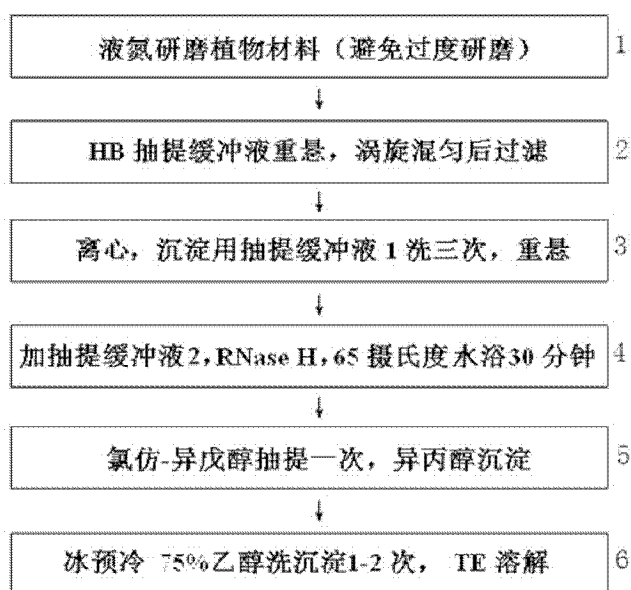 液氮研磨植物材料（避免过度研磨） 1
↓
HB 抽提缓冲液重悬，涡旋混匀后过滤 2
↓
离心，沉淀用抽提缓冲液 1 洗三次，重悬 3
↓
加抽提缓冲液2，RNase H，65 摄氏度水浴30 分钟 4
↓
氯仿-异戊醇抽提一次，异丙醇沉淀 5
↓
冰预冷 75%乙醇洗沉淀1-2 次， TE 溶解 6